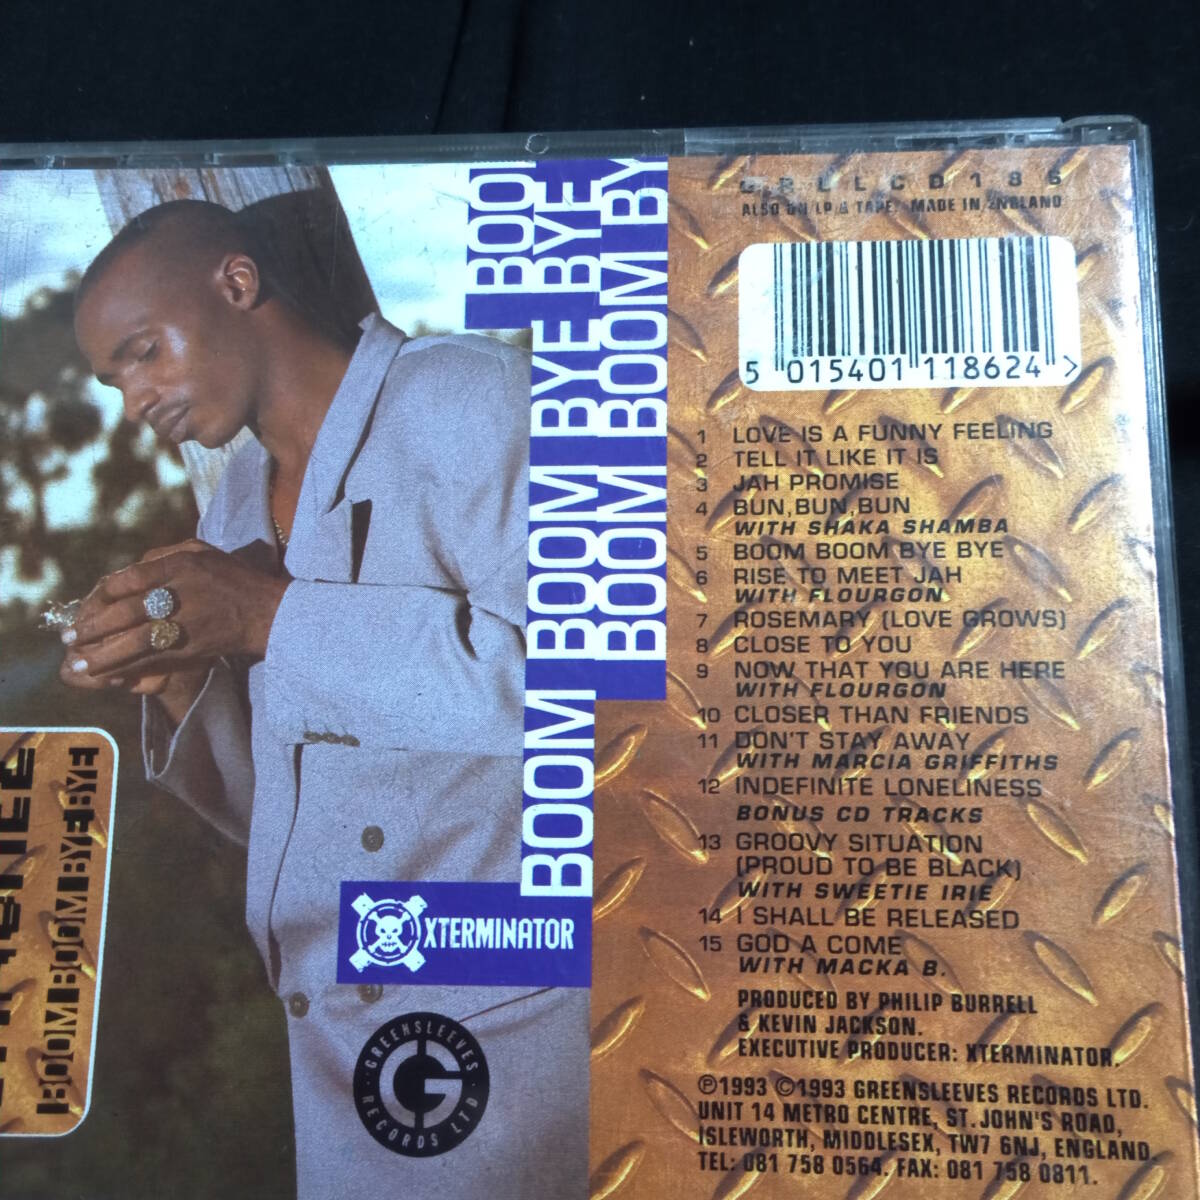 GRELCD186
ALSO ON LP & TAPE. MADE IN ENGLAND
5 015401 118624 >
1 LOVE IS A FUNNY FEELING
2 TELL IT LIKE IT IS
3 JAH PROMISE
4 BUN, BUN, BUN
WITH SHAKA SHAMBA
5 BOOM BOOM BYE BYE
6 RISE TO MEET JAH
WITH FLOURGON
7 ROSEMARY (LOVE GROWS)
8 CLOSE TO YOU
9 NOW THAT YOU ARE HERE
WITH FLOURGON
10 CLOSER THAN FRIENDS
11 DON'T STAY AWAY
WITH MARCIA GRIFFITHS
12 INDEFINITE LONELINESS
BONUS CD TRACKS
13 GROOVY SITUATION
(PROUD TO BE BLACK)
WITH SWEETIE IRIE
14 I SHALL BE RELEASED
15 GOD A COME
WITH MACKA B.
PRODUCED BY PHILIP BURRELL
& KEVIN JACKSON.
EXECUTIVE PRODUCER: XTERMINATOR.
℗1993 ©1993 GREENSLEEVES RECORDS LTD.
UNIT 14 METRO CENTRE, ST. JOHN'S ROAD,
ISLEWORTH, MIDDLESEX, TW7 6NJ, ENGLAND.
TEL: 081 758 0564. FAX: 081 758 0811.
BOO
BOOM BOOM BYE BYE
BOOM BOOM BY
XTERMINATOR
GREENSLEEVES
RECORDS LTD
G
BOOM BOOM BYE BYE